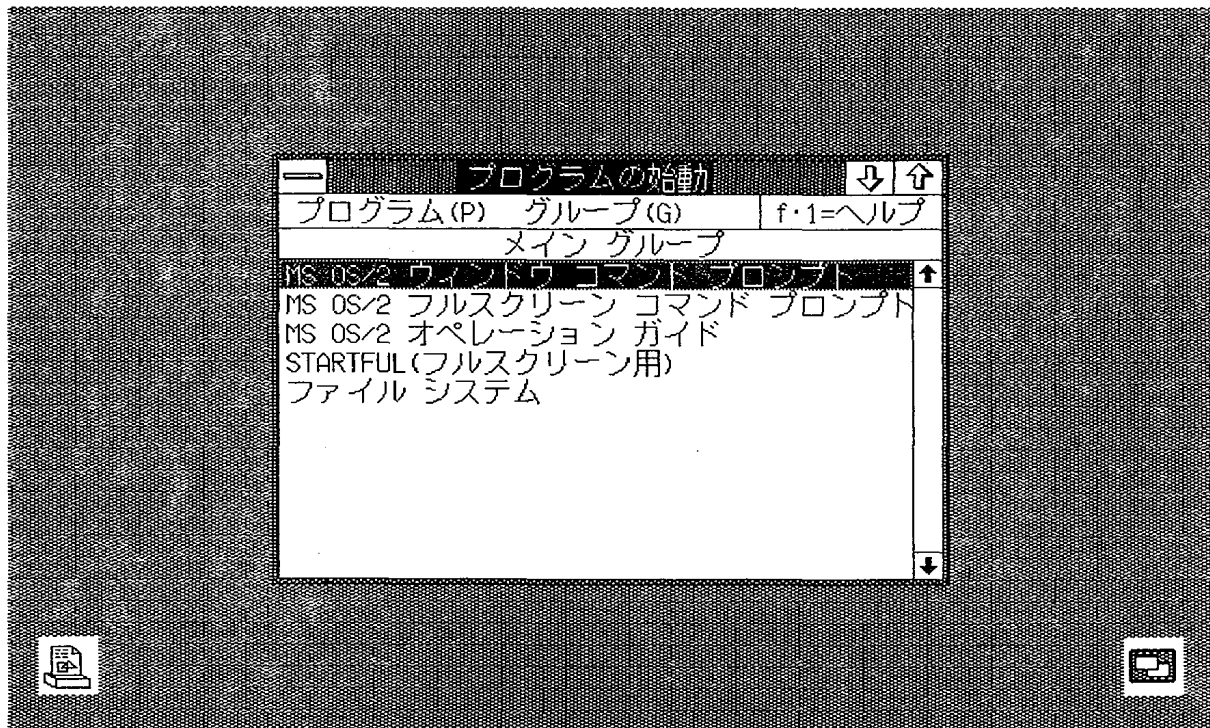 プログラムの始動
プログラム(P) グループ(G) f·1=ヘルプ
メイン グループ
MS OS/2 ウィンドウ コマンド プロンプト
MS OS/2 フルスクリーン コマンド プロンプト
MS OS/2 オペレーション ガイド
STARTFUL(フルスクリーン用)
ファイル システム